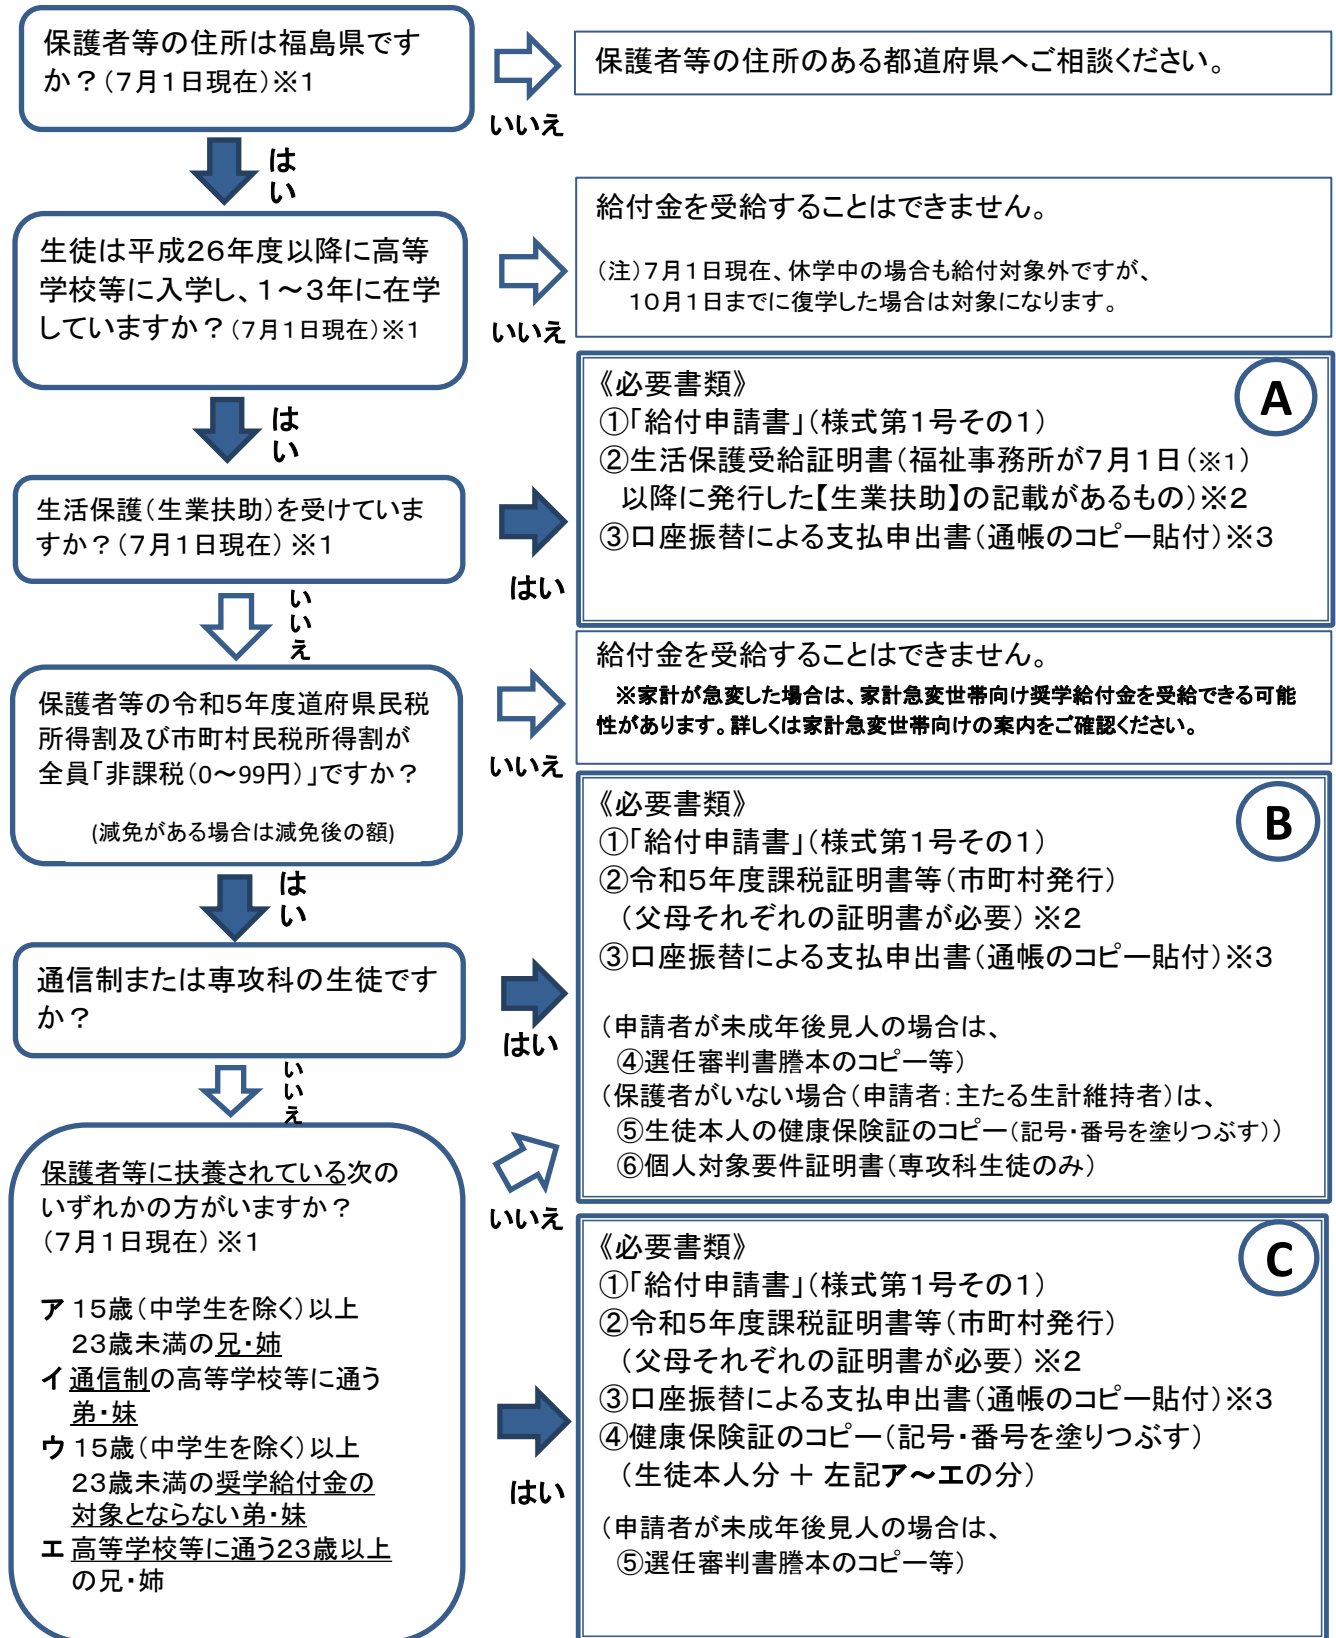 保護者等の住所は福島県です
か？（7月1日現在）※1
いいえ
保護者等の住所のある都道府県へご相談ください。
はい
生徒は平成26年度以降に高等
学校等に入学し、1～3年に在学
していますか？（7月1日現在）※1
いいえ
給付金を受給することはできません。
（注）7月1日現在、休学中の場合も給付対象外ですが、
10月1日までに復学した場合は対象になります。
はい
生活保護（生業扶助）を受けていま
すか？（7月1日現在）※1
はい
A
《必要書類》
①「給付申請書」（様式第1号その1）
②生活保護受給証明書（福祉事務所が7月1日（※1）
以降に発行した【生業扶助】の記載があるもの）※2
③口座振替による支払申出書（通帳のコピー貼付）※3
いいえ
保護者等の令和5年度道府県民税
所得割及び市町村民税所得割が
全員「非課税（0～99円）」ですか？
(減免がある場合は減免後の額)
いいえ
給付金を受給することはできません。
※家計が急変した場合は、家計急変世帯向け奨学給付金を受給できる可能
性があります。詳しくは家計急変世帯向けの案内をご確認ください。
はい
通信制または専攻科の生徒です
か？
はい
B
《必要書類》
①「給付申請書」（様式第1号その1）
②令和5年度課税証明書等（市町村発行）
（父母それぞれの証明書が必要）※2
③口座振替による支払申出書（通帳のコピー貼付）※3
（申請者が未成年後見人の場合は、
④選任審判書謄本のコピー等）
（保護者がいない場合（申請者：主たる生計維持者）は、
⑤生徒本人の健康保険証のコピー（記号・番号を塗りつぶす））
⑥個人対象要件証明書（専攻科生徒のみ）
いいえ
保護者等に扶養されている次の
いずれかの方がいますか？
（7月1日現在）※1
ア 15歳（中学生を除く）以上
23歳未満の兄・姉
イ 通信制の高等学校等に通う
弟・妹
ウ 15歳（中学生を除く）以上
23歳未満の奨学給付金の
対象とならない弟・妹
エ 高等学校等に通う23歳以上
の兄・姉
いいえ
はい
C
《必要書類》
①「給付申請書」（様式第1号その1）
②令和5年度課税証明書等（市町村発行）
（父母それぞれの証明書が必要）※2
③口座振替による支払申出書（通帳のコピー貼付）※3
④健康保険証のコピー（記号・番号を塗りつぶす）
（生徒本人分 ＋ 左記ア～エの分）
（申請者が未成年後見人の場合は、
⑤選任審判書謄本のコピー等）